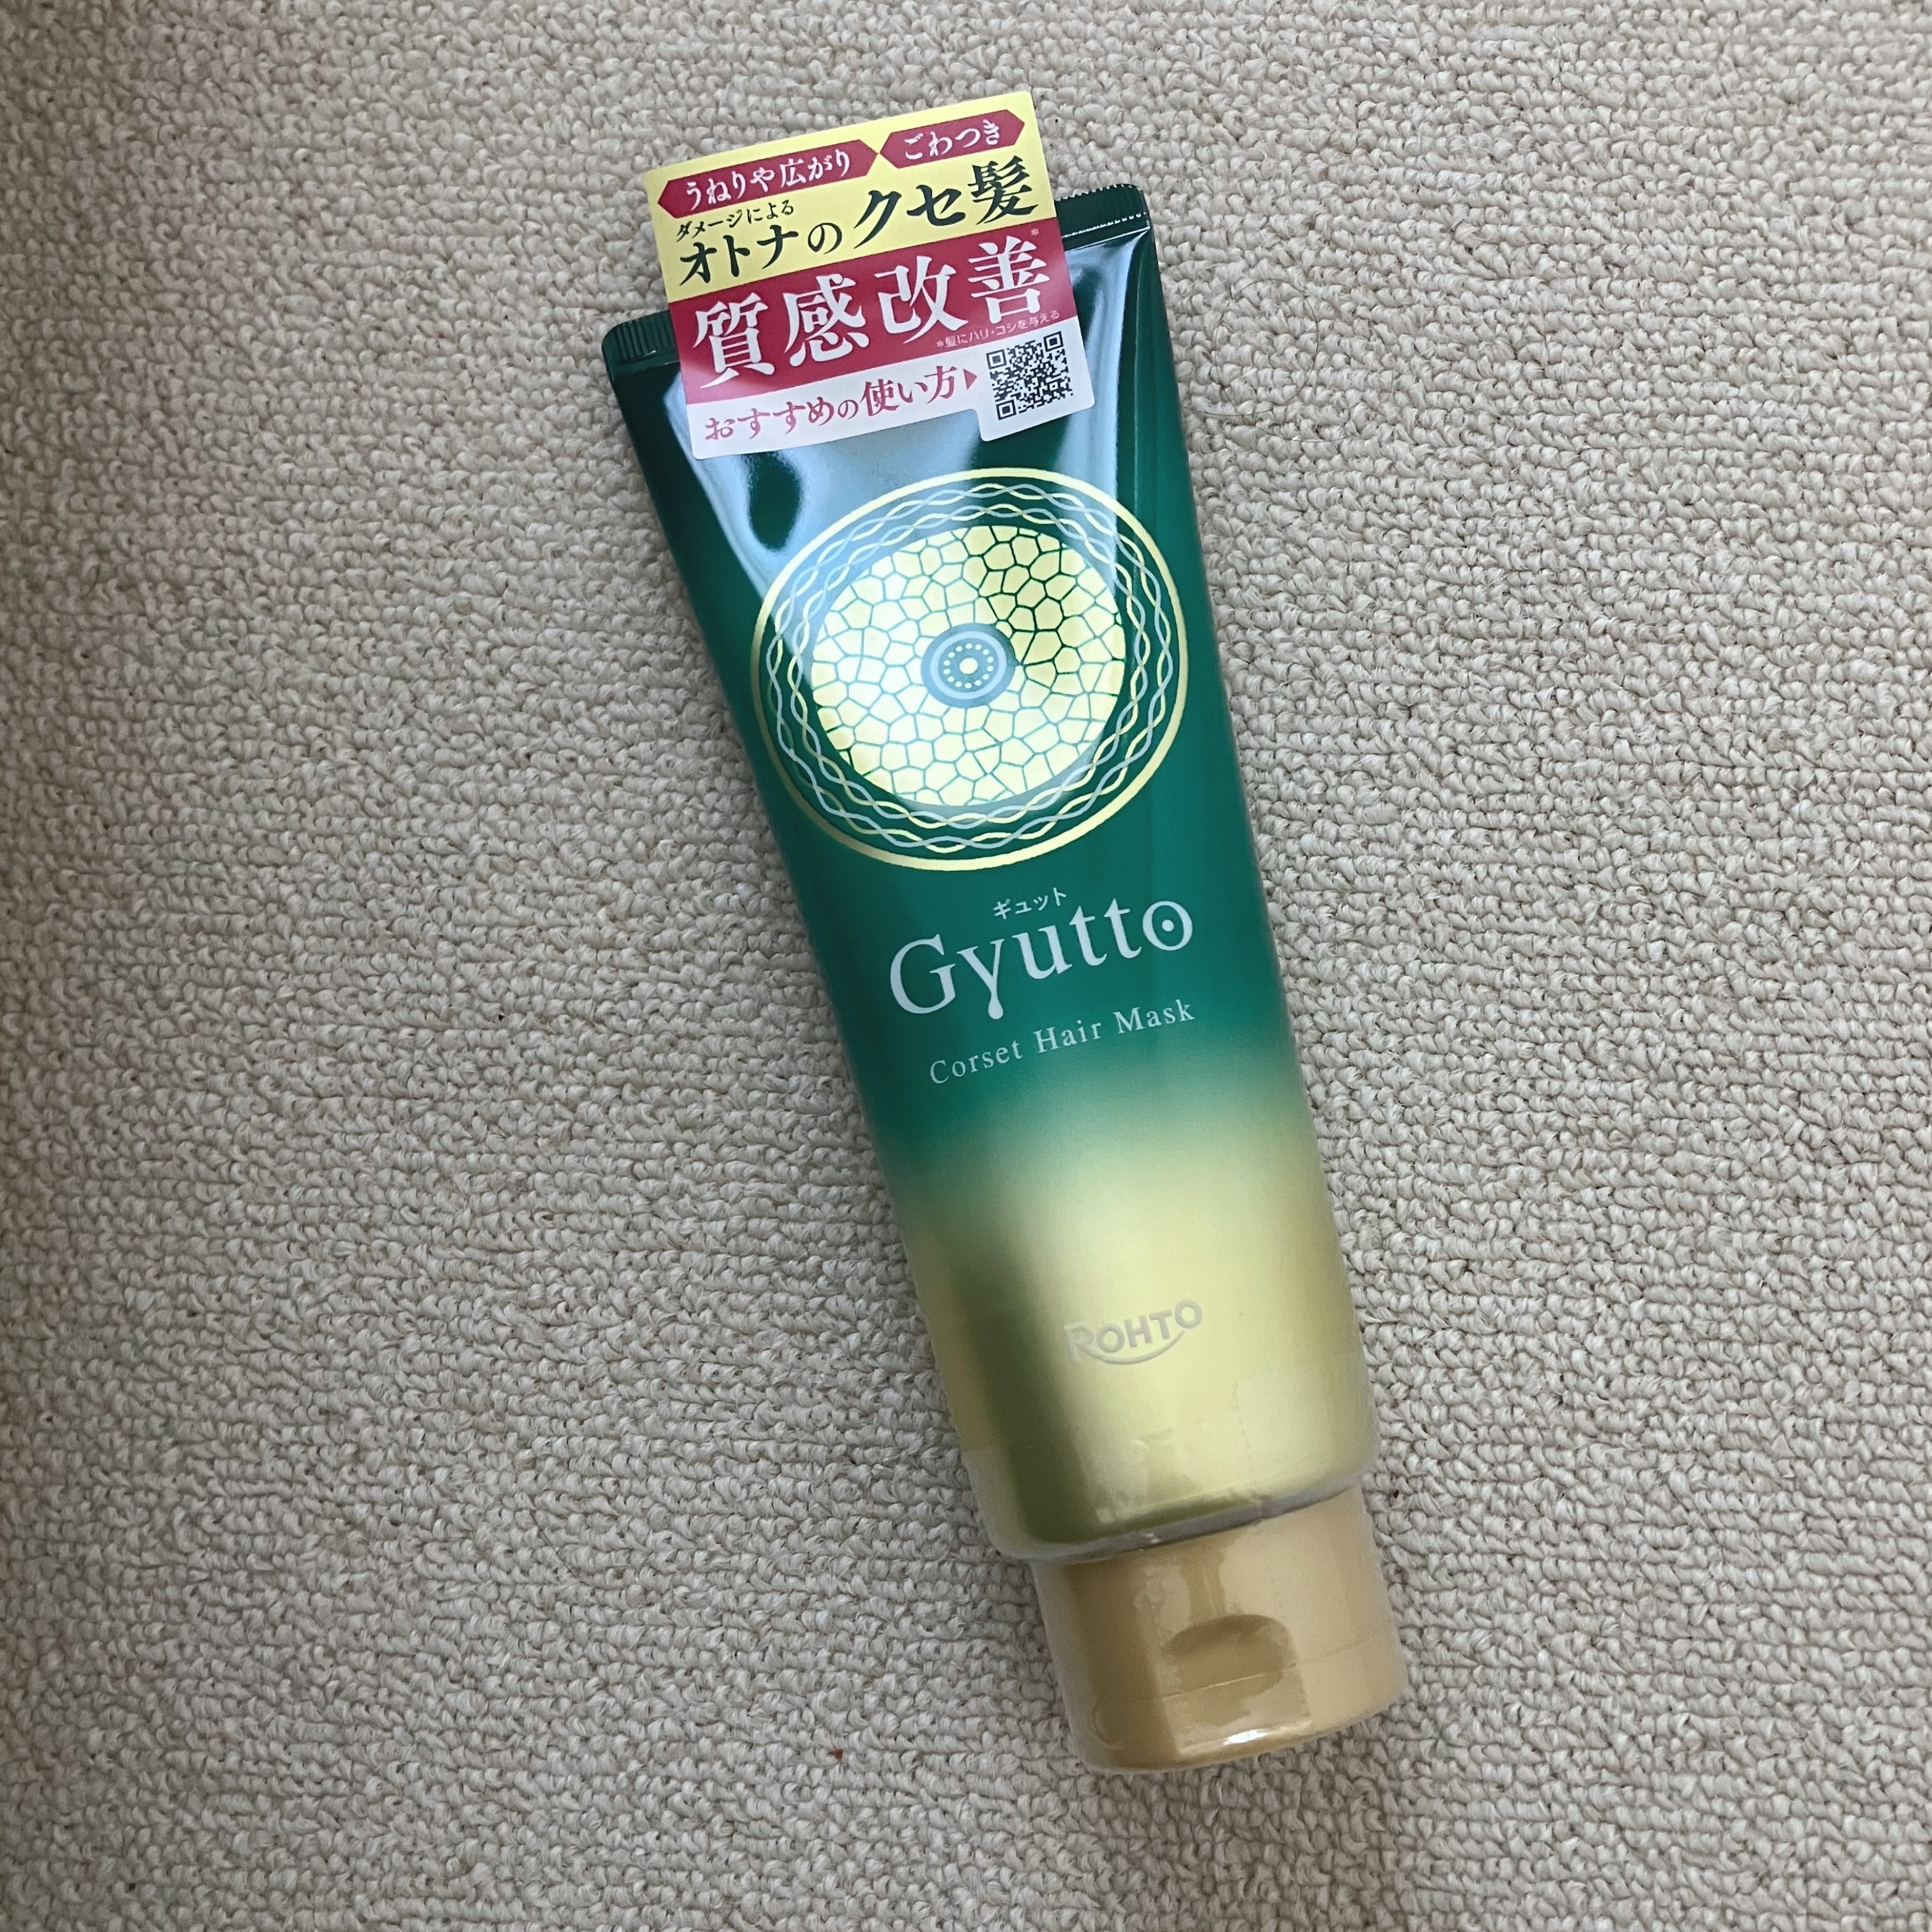 うねりや広がり ごわつき
ダメージによる
オトナのクセ髪
質感改善*
*髪にハリ・コシを与える
おすすめの使い方
ギュット
Gyutto
Corset Hair Mask
ROHTO